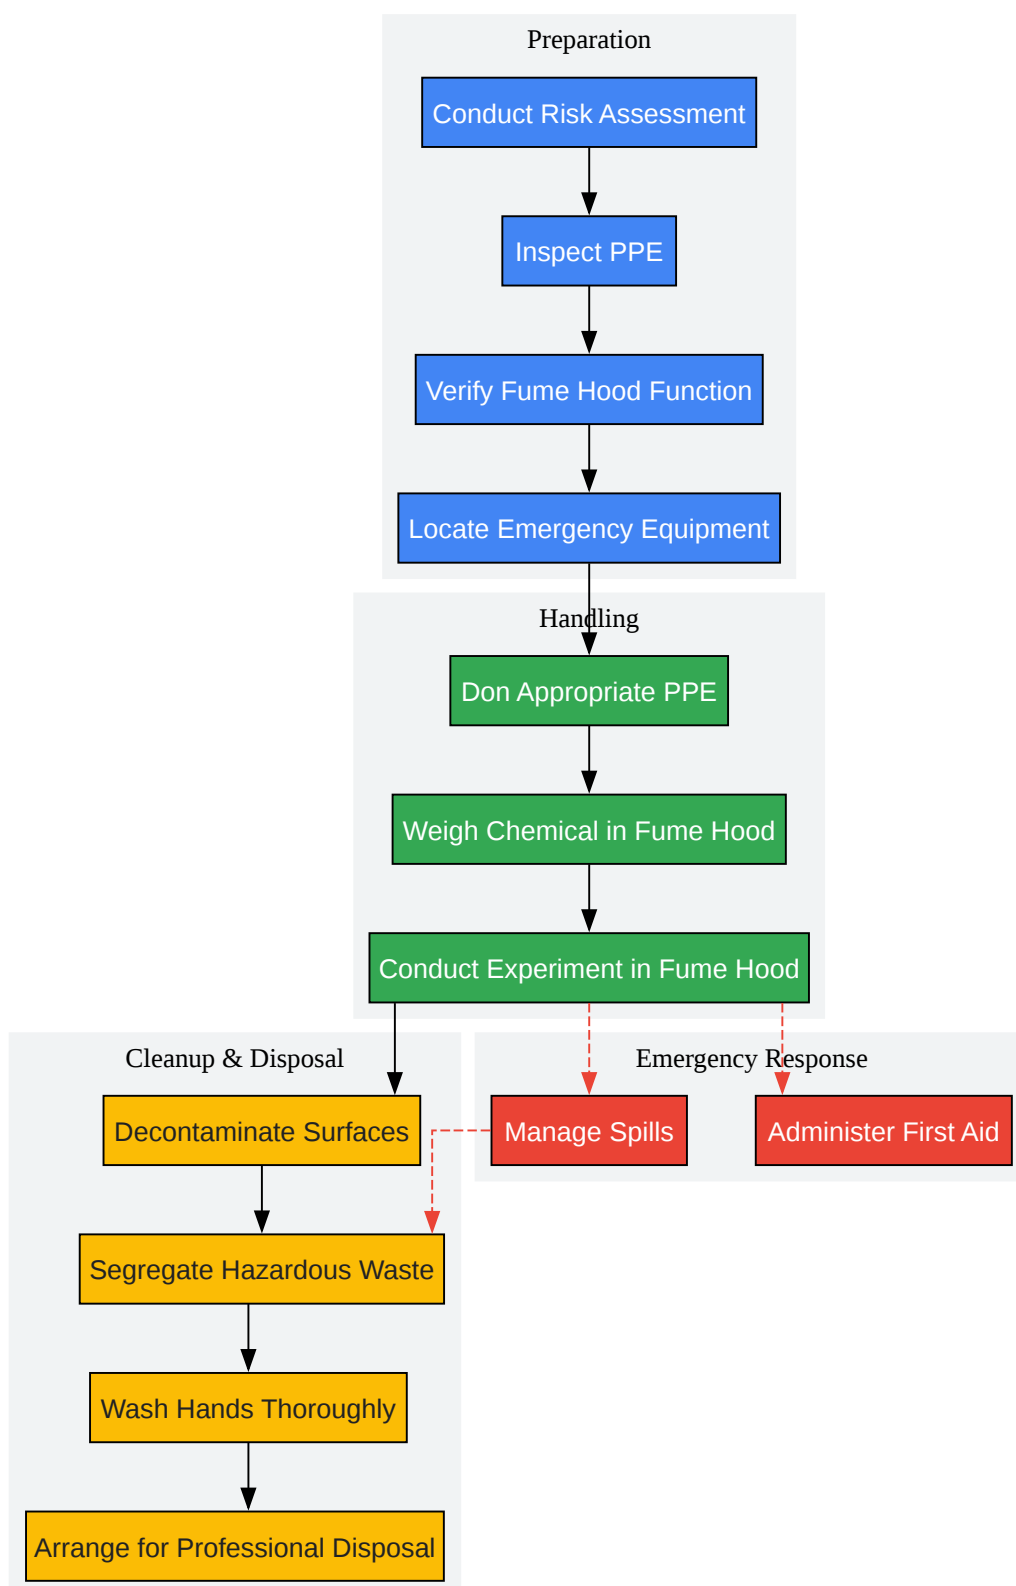 Preparation
Conduct Risk Assessment
Inspect PPE
Verify Fume Hood Function
Locate Emergency Equipment
Handling
Don Appropriate PPE
Weigh Chemical in Fume Hood
Conduct Experiment in Fume Hood
Cleanup & Disposal
Emergency Response
Decontaminate Surfaces
Manage Spills
Administer First Aid
Segregate Hazardous Waste
Wash Hands Thoroughly
Arrange for Professional Disposal